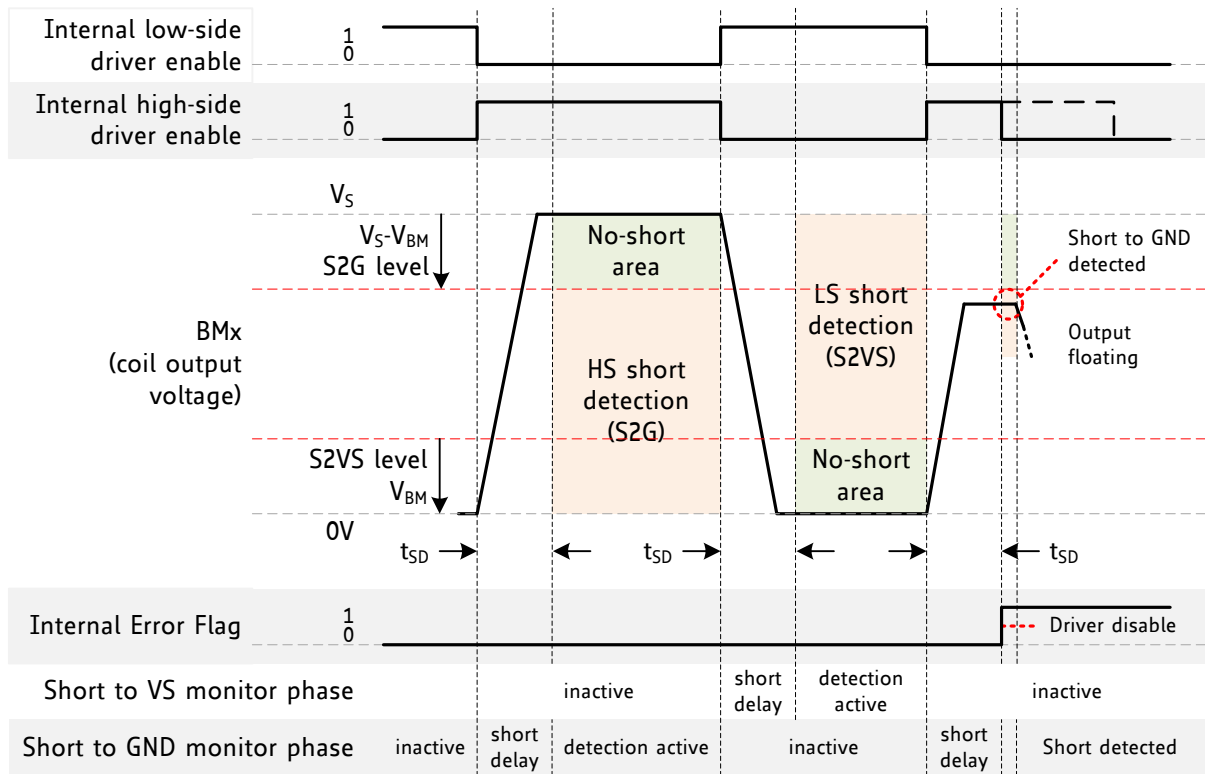 Internal low-side
driver enable
1
0
Internal high-side
driver enable
1
0
VS
VS-VBM
S2G level
No-short
area
Short to GND
detected
BMx
(coil output
voltage)
HS short
detection
(S2G)
LS short
detection
(S2VS)
Output
floating
S2VS level
VBM
No-short
area
0V
tSD
tSD
tSD
Internal Error Flag
1
0
Driver disable
Short to VS monitor phase
inactive
short
delay
detection
active
inactive
Short to GND monitor phase
inactive
short
delay
detection active
inactive
short
delay
Short detected